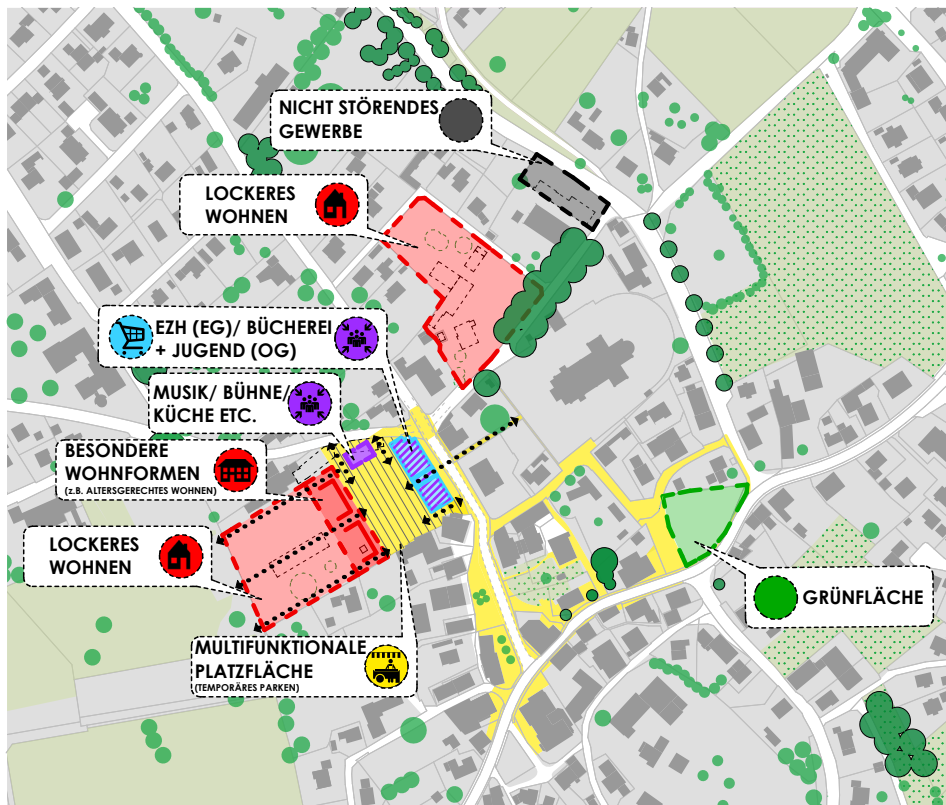 NICHT STÖRENDES
GEWERBE
LOCKERES
WOHNEN
EZH (EG)/ BÜCHEREI
+ JUGEND (OG)
MUSIK/ BÜHNE/
KÜCHE ETC.
BESONDERE
WOHNFORMEN
(z.B. ALTERSGERECHTES WOHNEN)
LOCKERES
WOHNEN
GRÜNFLÄCHE
MULTIFUNKTIONALE
PLATZFLÄCHE
(TEMPORÄRES PARKEN)